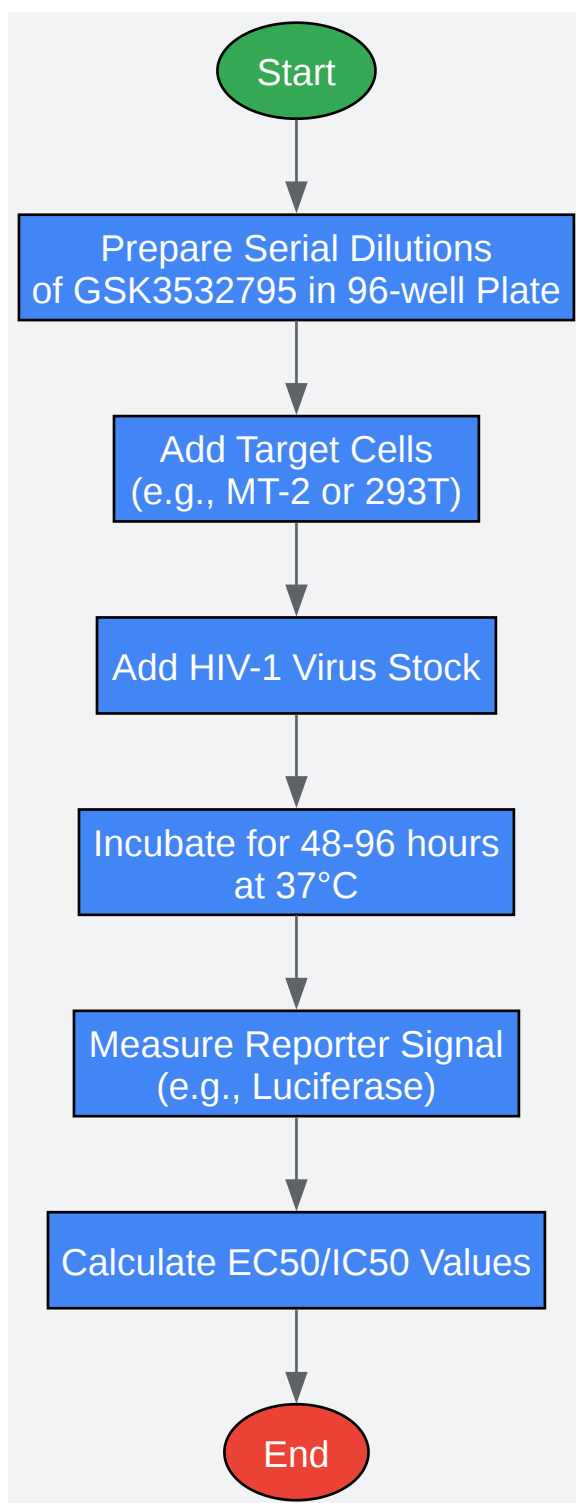 Start
Prepare Serial Dilutions
of GSK3532795 in 96-well Plate
Add Target Cells
(e.g., MT-2 or 293T)
Add HIV-1 Virus Stock
Incubate for 48-96 hours
at 37°C
Measure Reporter Signal
(e.g., Luciferase)
Calculate EC50/IC50 Values
End